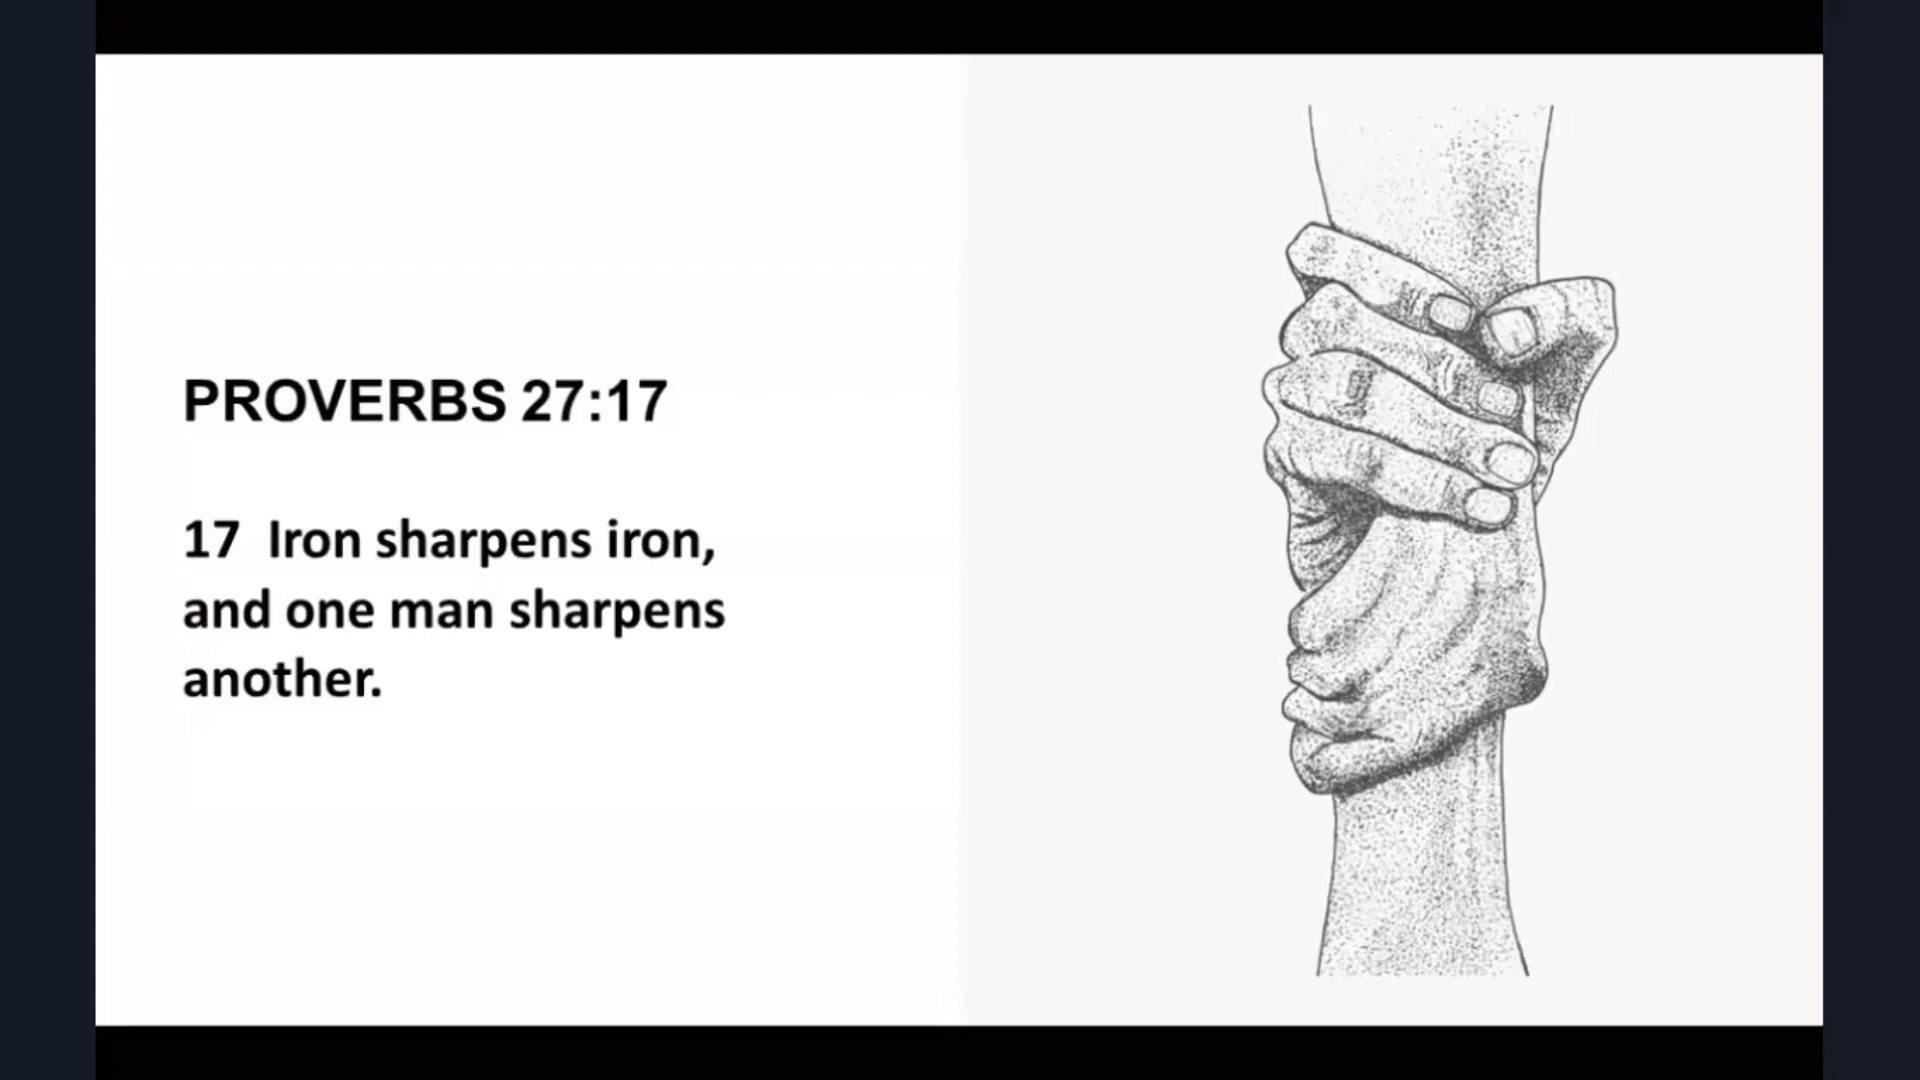 PROVERBS 27:17
17 Iron sharpens iron,
and one man sharpens
another.